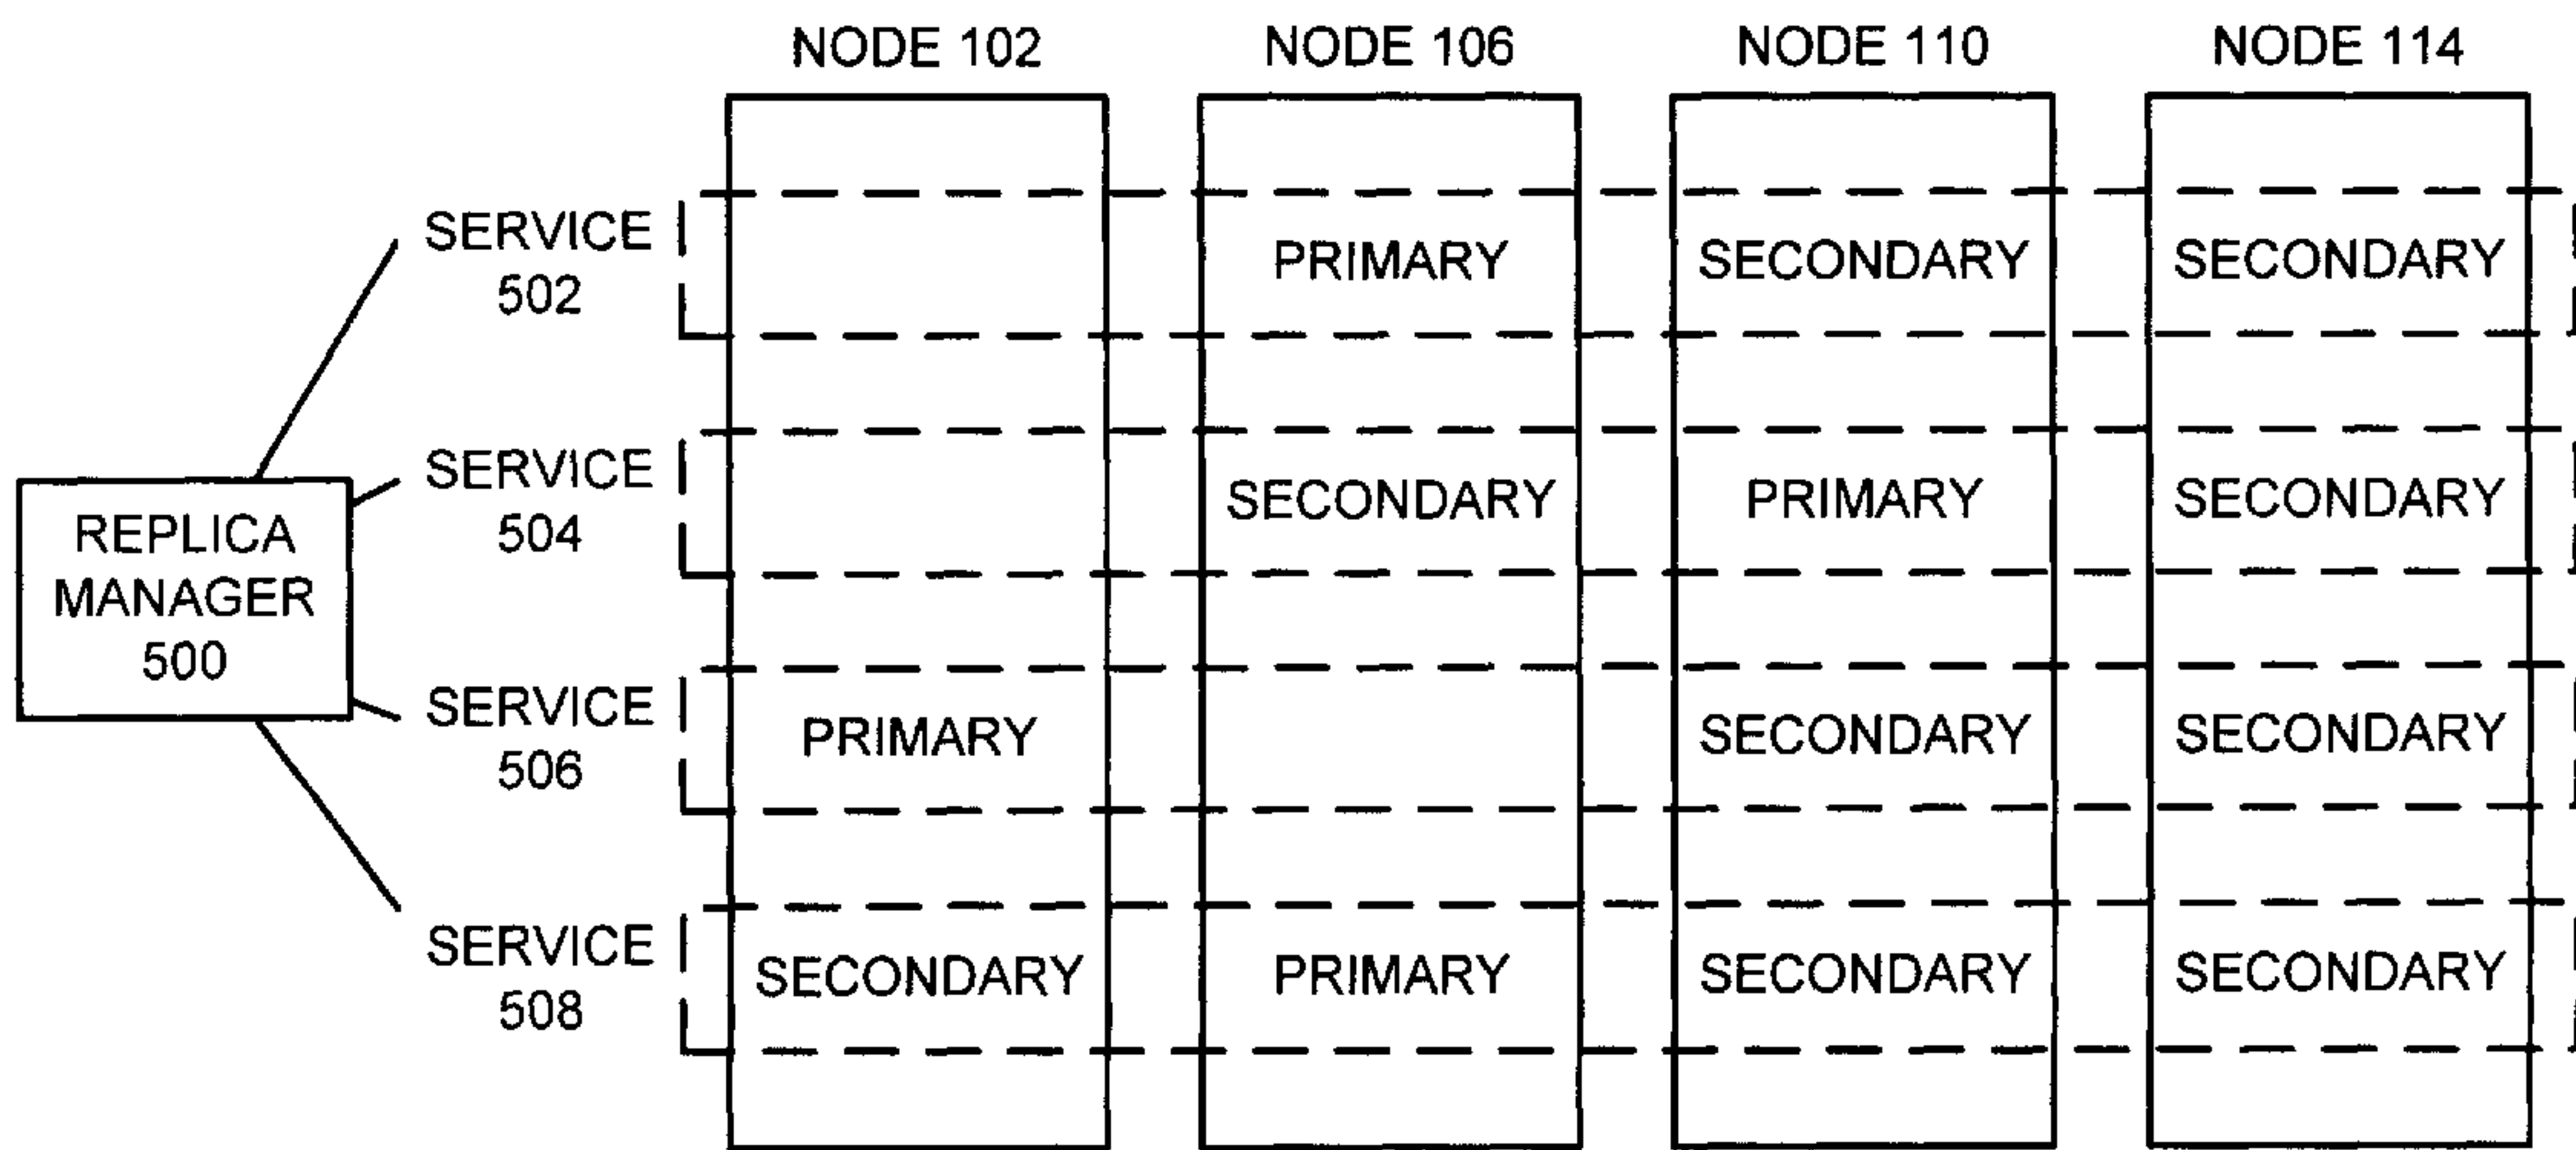 NODE 102 NODE 106 NODE 110 NODE 114
SERVICE
502
PRIMARY SECONDARY SECONDARY
SERVICE
504
SECONDARY PRIMARY SECONDARY
REPLICA
MANAGER
500
SERVICE
506
PRIMARY SECONDARY SECONDARY
SERVICE
508
SECONDARY PRIMARY SECONDARY SECONDARY